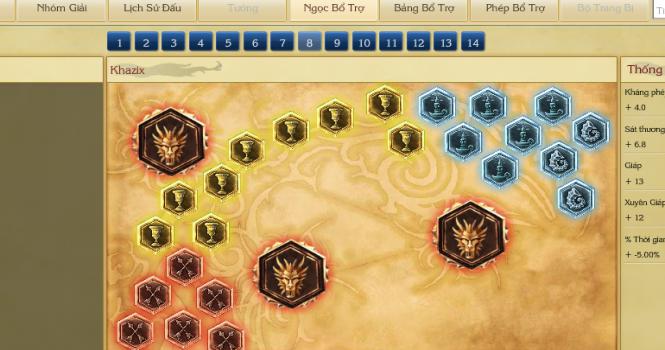 Nhóm Giải Lịch Sử Đấu Tướng Ngọc Bổ Trợ Bảng Bổ Trợ Phép Bổ Trợ Bộ Trang Bị
1 2 3 4 5 6 7 8 9 10 11 12 13 14
Khazix
Thống
Kháng phé
+ 4.0
Sát thương
+ 6.8
Giáp
+ 13
Xuyên Giáp
+ 12
% Thời gian
+ -5.00%